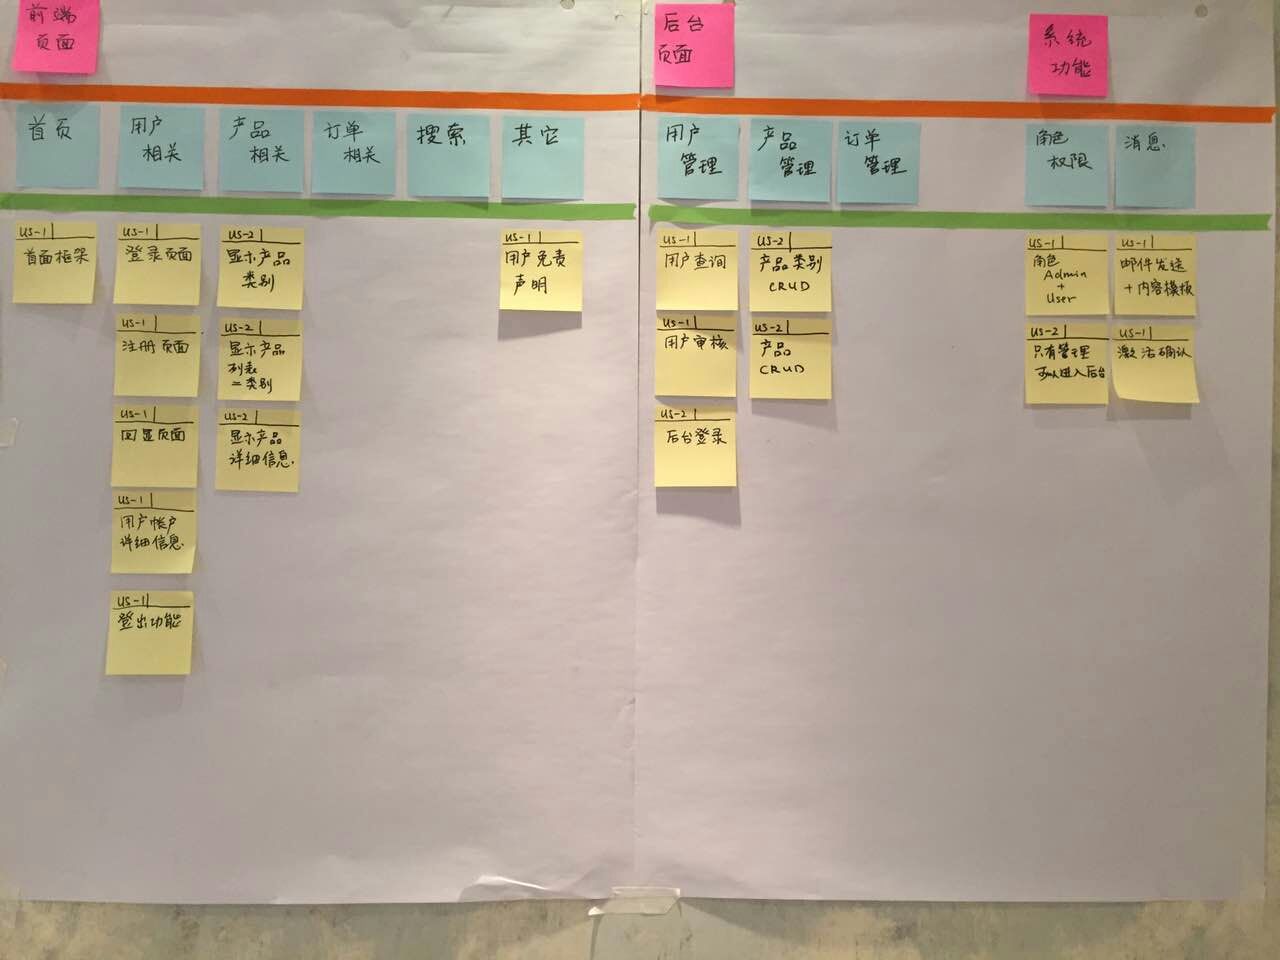 前端
页面
后台
页面
系统
功能
首页
用户
相关
产品
相关
订单
相关
搜索
其它
用户
管理
产品
管理
订单
管理
角色
权限
消息
US-1
首面框架
US-1
登录页面
US-1
注册页面
US-1
回显页面
US-1
用户帐户
详细信息
US-1
登出功能
US-2
显示产品
类别
US-2
显示产品
列表
=类别
US-2
显示产品
详细信息.
US-1
用户免责
声明
US-1
用户查询
US-1
用户审核
US-2
后台登录
US-2
产品类别
CRUD
US-2
产品
CRUD
US-1
角色
Admin
+
User
US-2
只有管理
可以进入后台
US-1
邮件发送
+内容模板
US-1
激活确认